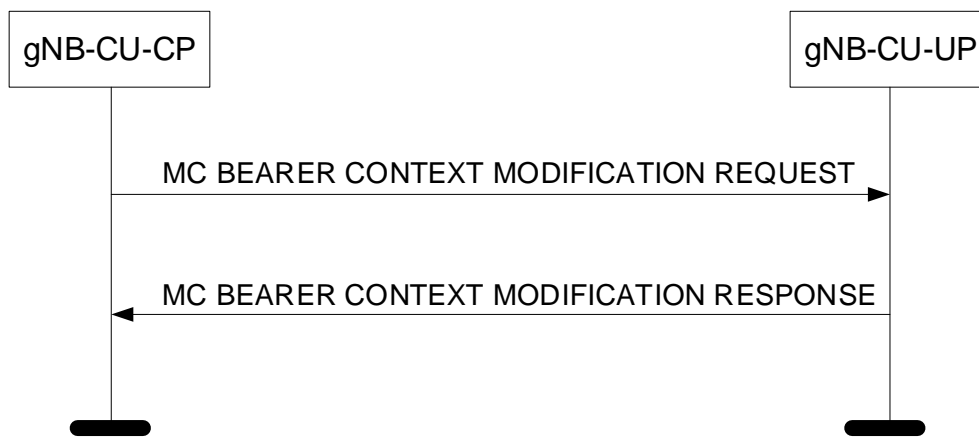 gNB-CU-CP
gNB-CU-UP
MC BEARER CONTEXT MODIFICATION REQUEST
MC BEARER CONTEXT MODIFICATION RESPONSE